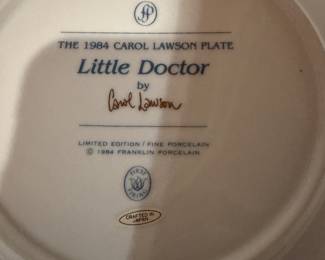 THE 1984 CAROL LAWSON PLATE
Little Doctor
by
Carol Lawson
LIMITED EDITION / FINE PORCELAIN
© 1984 FRANKLIN PORCELAIN
FIRST
CRAFTED IN
JAPAN